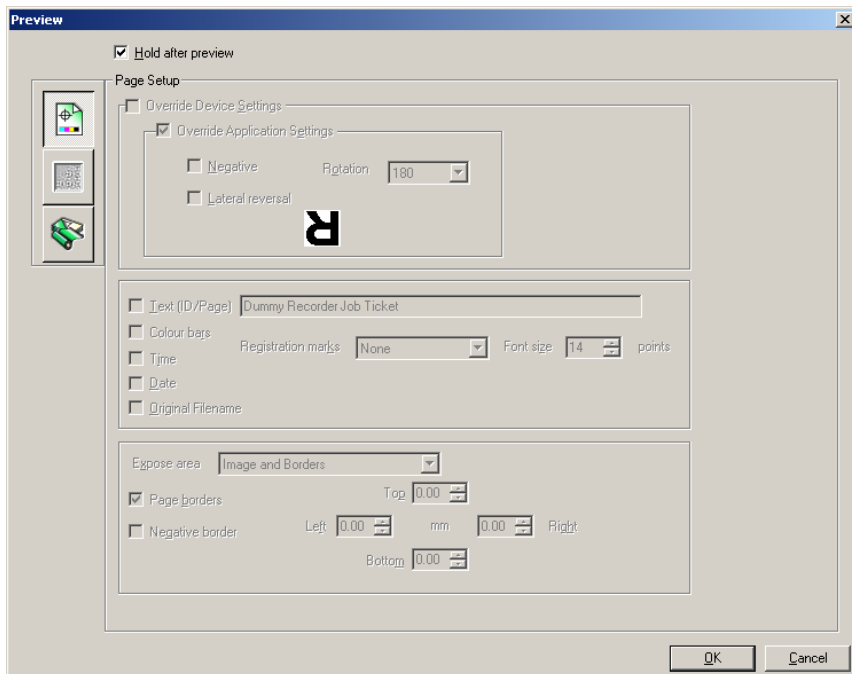 Preview
Hold after preview
Page Setup
Override Device Settings
Override Application Settings
Negative Rotation 180
Lateral reversal
R
Text (ID/Page) Dummy Recorder Job Ticket
Colour bars
Registration marks None Font size 14 points
Time
Date
Original Filename
Expose area Image and Borders
Top 0.00
Page borders
Left 0.00 mm 0.00 Right
Negative border
Bottom 0.00
OK Cancel